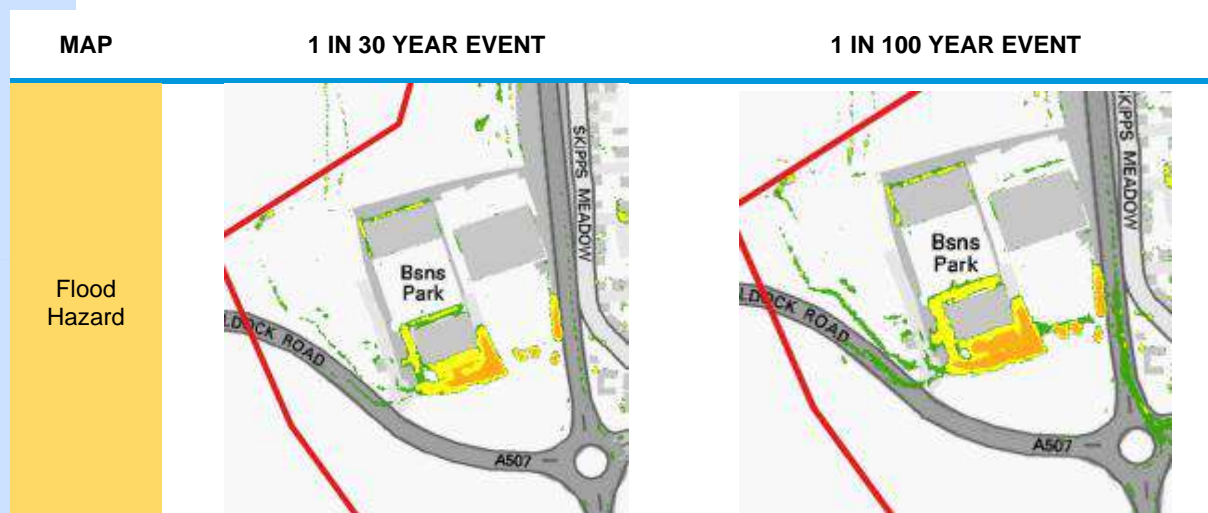 MAP 1 IN 30 YEAR EVENT 1 IN 100 YEAR EVENT
Flood
Hazard
SKIPPS MEADOW
Bsns
Park
LDOCK ROAD
A507
KIPPS MEADOW
Bsns
Park
LDOCK ROAD
A507